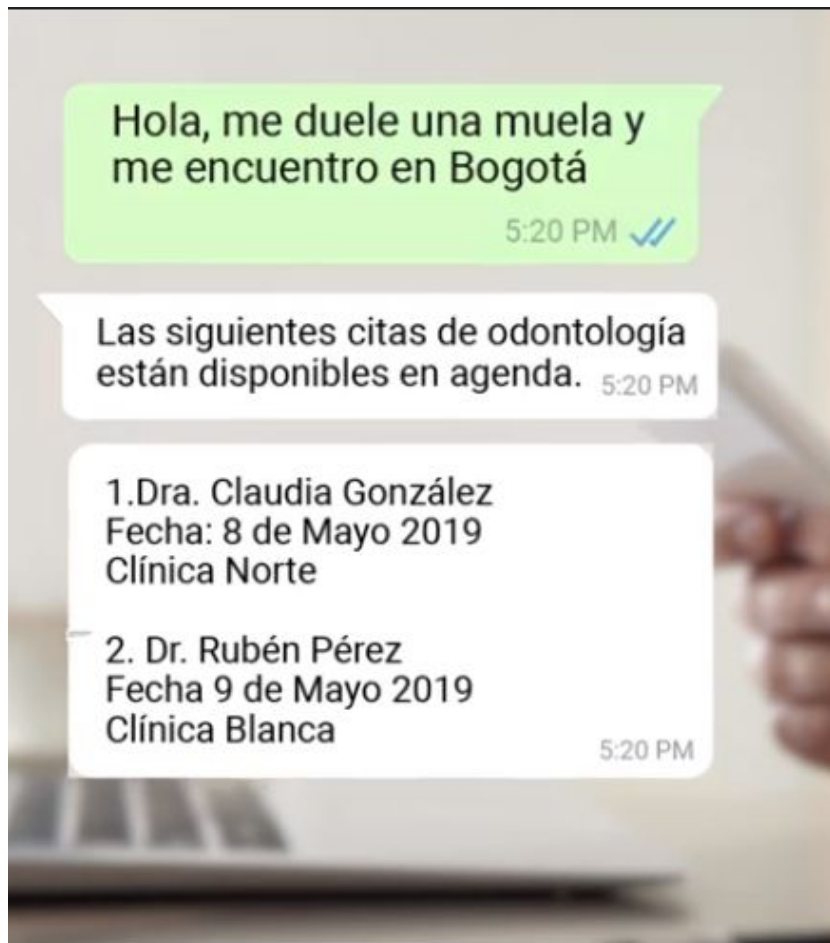 Hola, me duele una muela y
me encuentro en Bogotá
5:20 PM
Las siguientes citas de odontología
están disponibles en agenda. 5:20 PM
1.Dra. Claudia González
Fecha: 8 de Mayo 2019
Clínica Norte
2. Dr. Rubén Pérez
Fecha 9 de Mayo 2019
Clínica Blanca
5:20 PM